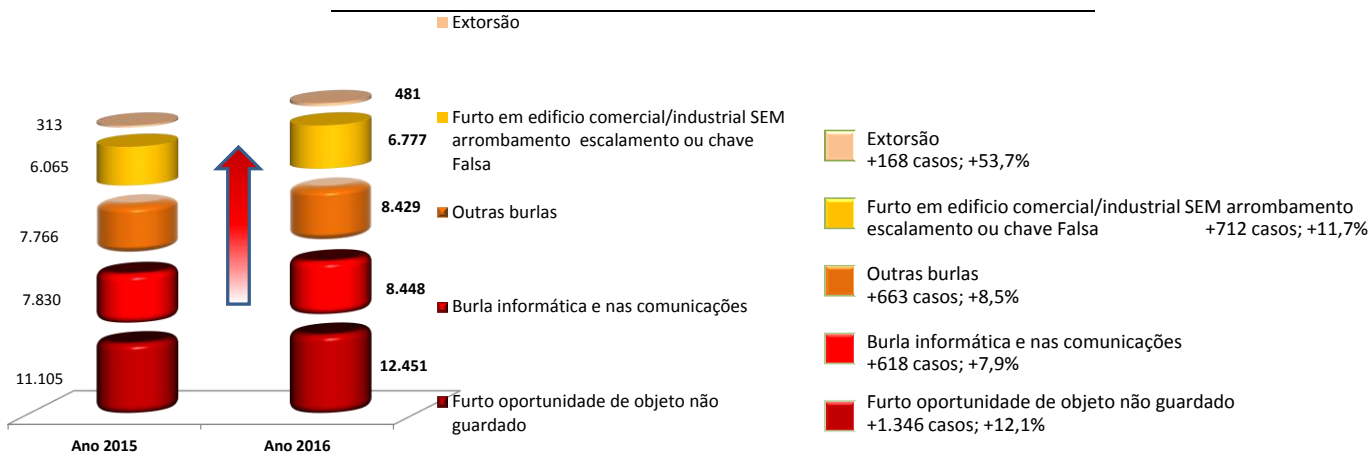 Extorsão
481
313
Furto em edificio comercial/industrial SEM
arrombamento escalamento ou chave
Falsa
6.777
6.065
Outras burlas
8.429
7.766
Burla informática e nas comunicações
8.448
7.830
Furto oportunidade de objeto não
guardado
12.451
11.105
Ano 2015
Ano 2016
Extorsão
+168 casos; +53,7%
Furto em edificio comercial/industrial SEM arrombamento
escalamento ou chave Falsa +712 casos; +11,7%
Outras burlas
+663 casos; +8,5%
Burla informática e nas comunicações
+618 casos; +7,9%
Furto oportunidade de objeto não guardado
+1.346 casos; +12,1%